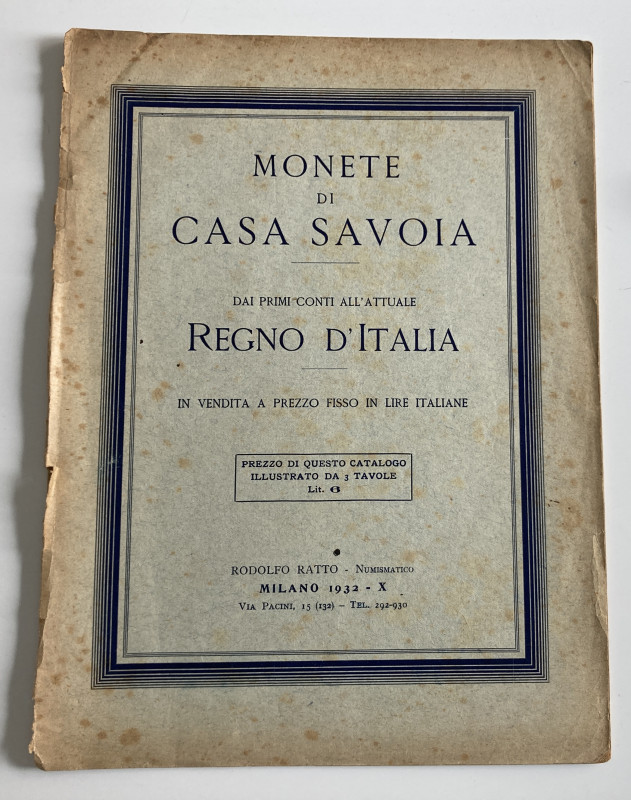 MONETE
DI
CASA SAVOIA
DAI PRIMI CONTI ALL'ATTUALE
REGNO D'ITALIA
IN VENDITA A PREZZO FISSO IN LIRE ITALIANE
PREZZO DI QUESTO CATALOGO
ILLUSTRATO DA 3 TAVOLE
Lit. 6
RODOLFO RATTO - NUMISMATICO
MILANO 1932 - X
VIA PACINI, 15 (132) - TEL. 292-930